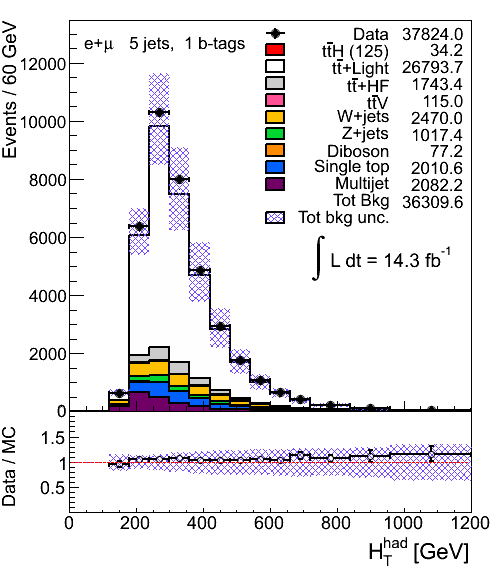 Events / 60 GeV
e+μ 5 jets, 1 b-tags
Data 37824.0
tt̄H (125) 34.2
tt̄+Light 26793.7
tt̄+HF 1743.4
tt̄V 115.0
W+jets 2470.0
Z+jets 1017.4
Diboson 77.2
Single top 2010.6
Multijet 2082.2
Tot Bkg 36309.6
Tot bkg unc.
∫ L dt = 14.3 fb⁻¹
12000
10000
8000
6000
4000
2000
0
Data / MC
1.5
1
0.5
0 200 400 600 800 1000 1200
H_T^had [GeV]